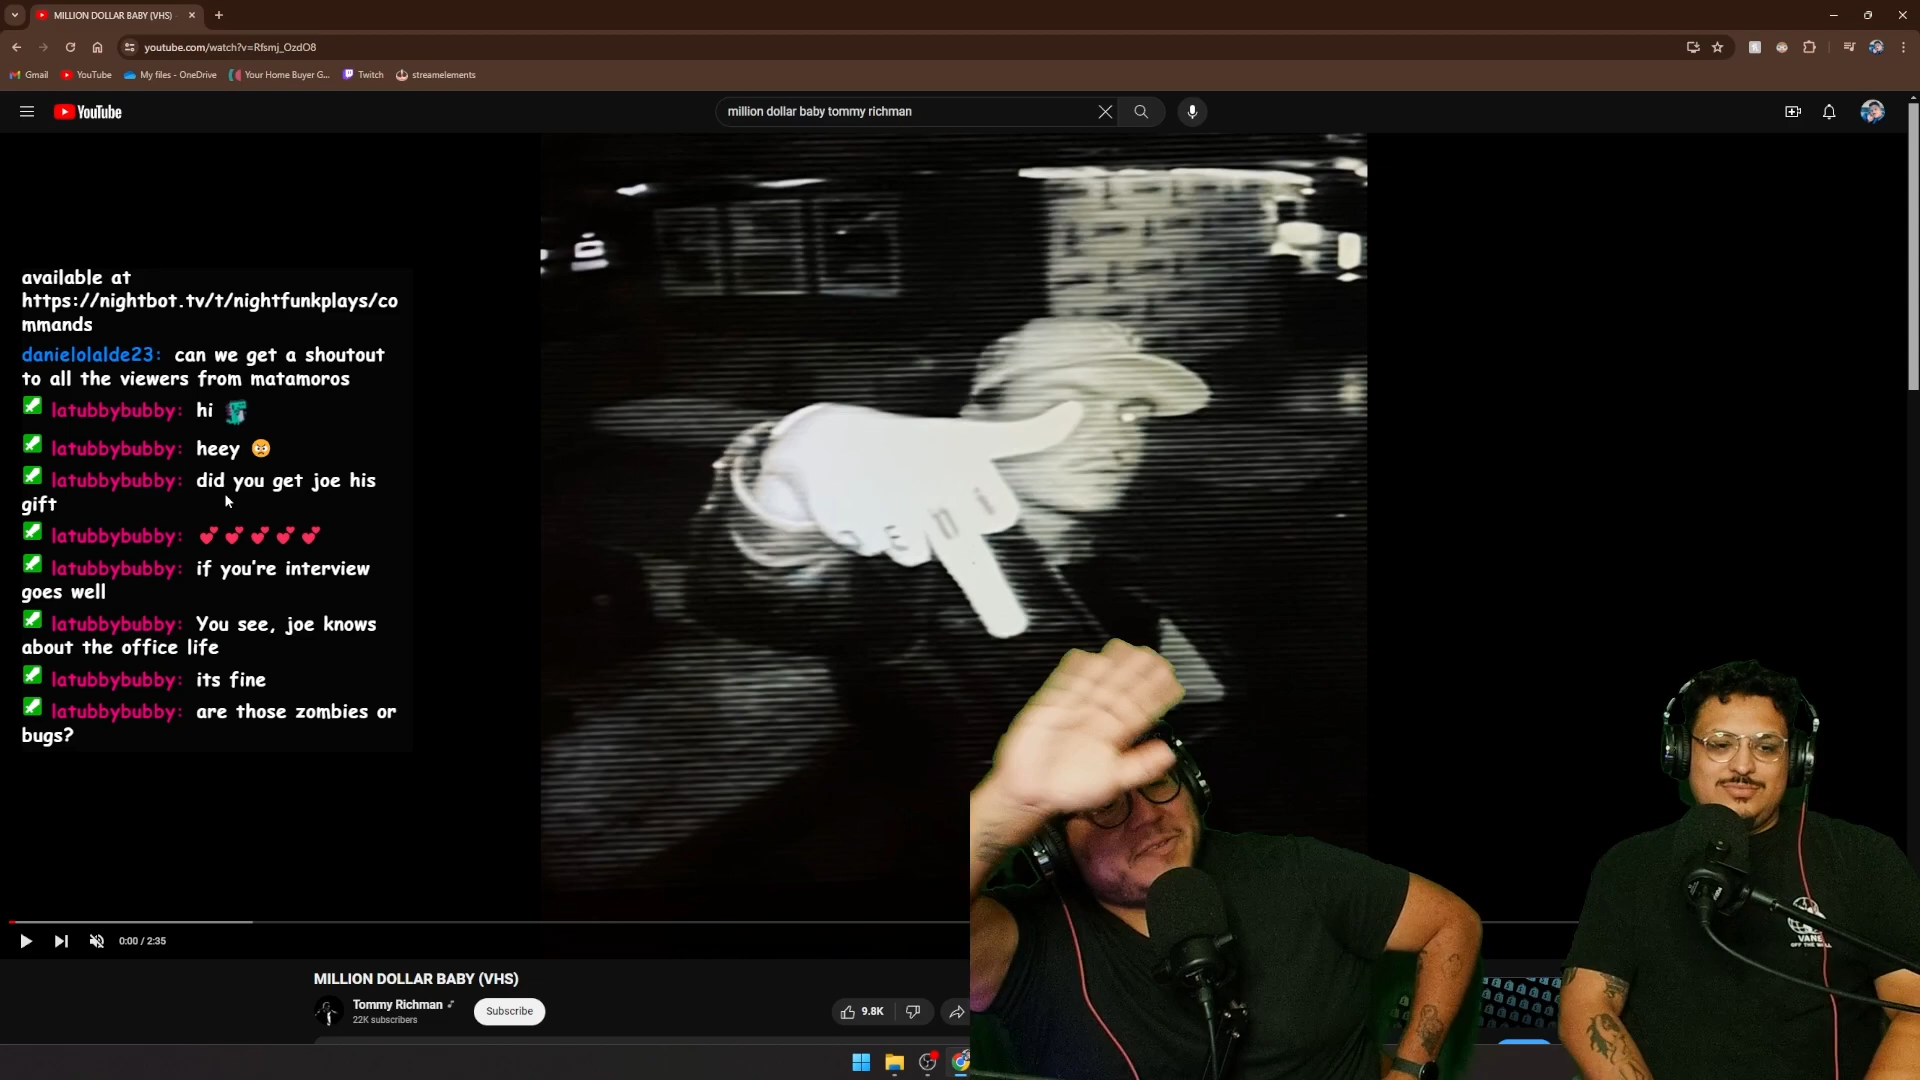 MILLION DOLLAR BABY (VHS)
youtube.com/watch?v=Rfsmj_OzdO8
Gmail
YouTube
My files - OneDrive
Your Home Buyer G...
Twitch
streamelements
YouTube
million dollar baby tommy richman
available at
https://nightbot.tv/t/nightfunkplays/co
mmands
danielolalde23: can we get a shoutout
to all the viewers from matamoros
latubbybubby: hi
latubbybubby: heey
latubbybubby: did you get joe his
gift
latubbybubby:
latubbybubby: if you're interview
goes well
latubbybubby: You see, joe knows
about the office life
latubbybubby: its fine
latubbybubby: are those zombies or
bugs?
0:00 / 2:35
MILLION DOLLAR BABY (VHS)
Tommy Richman
22K subscribers
Subscribe
9.8K
VANS
OFF THE WALL